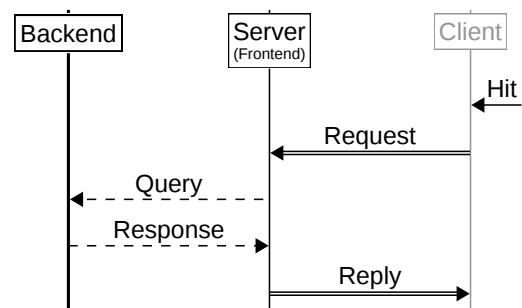 Backend
Server
(Frontend)
Client
Hit
Request
Query
Response
Reply